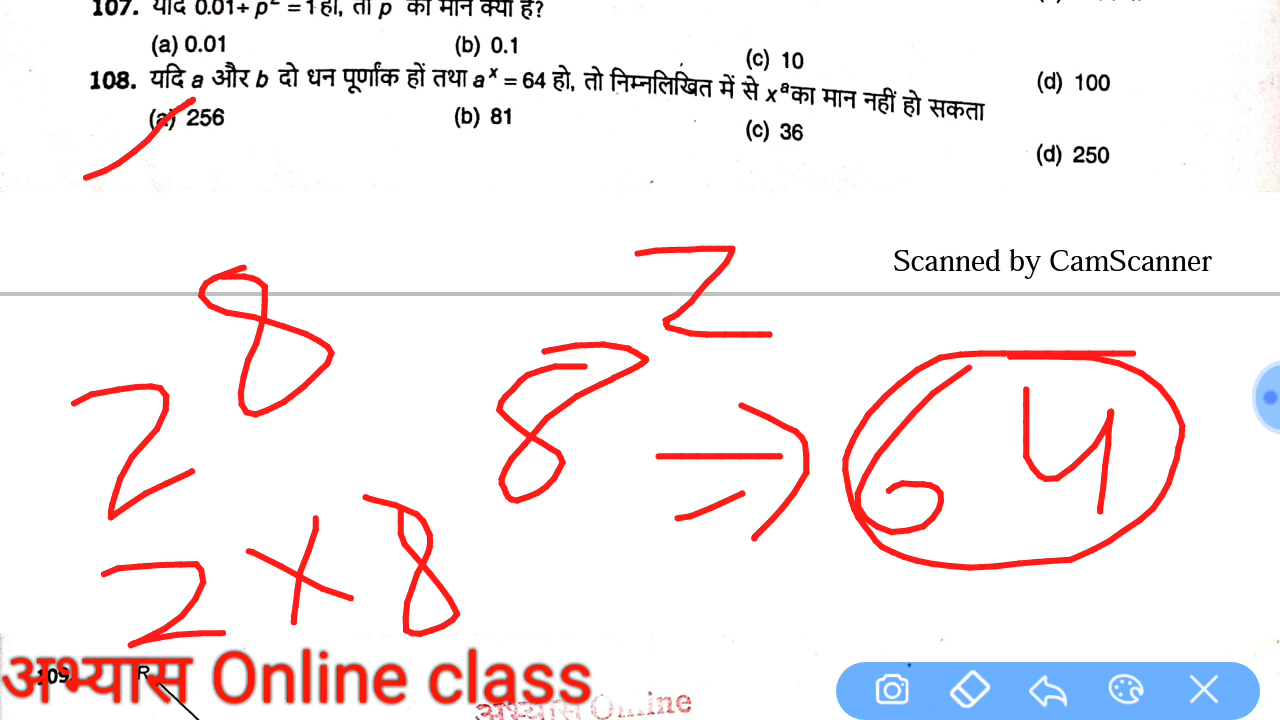 107. यदि 0.01+ p² = 1 हो, तो p का मान क्या है?
(a) 0.01 (b) 0.1 (c) 10 (d) 100
108. यदि a और b दो धन पूर्णांक हों तथा aˣ = 64 हो, तो निम्नलिखित में से xᵃ का मान नहीं हो सकता
(a) 256 (b) 81 (c) 36 (d) 250
Scanned by CamScanner
2⁸ 8² ⇒ 64
2 × 8
109. R
अभ्यास Online class
अभ्यास Online